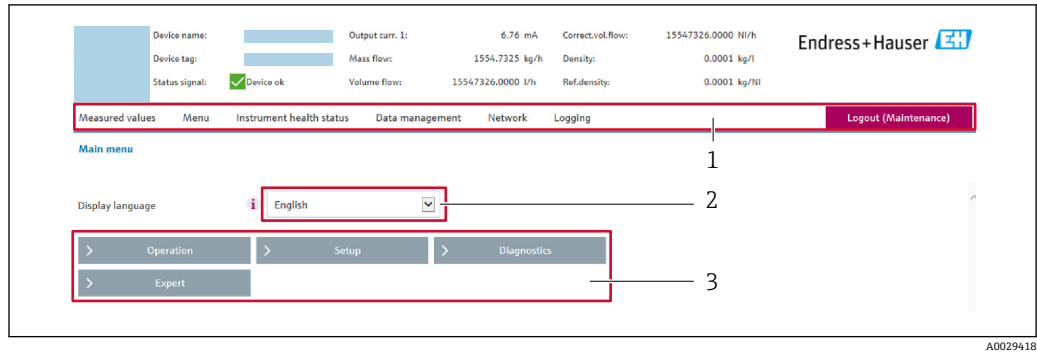 Device name: Output curr. 1: 6.76 mA Correct.vol.flow: 15547326.0000 Nl/h
Endress+Hauser EH
Device tag: Mass flow: 1554.7325 kg/h Density: 0.0001 kg/l
Status signal: Device ok Volume flow: 15547326.0000 l/h Ref.density: 0.0001 kg/Nl
Measured values Menu Instrument health status Data management Network Logging Logout (Maintenance)
1
Main menu
Display language i English 2
> Operation > Setup > Diagnostics
> Expert 3
A0029418